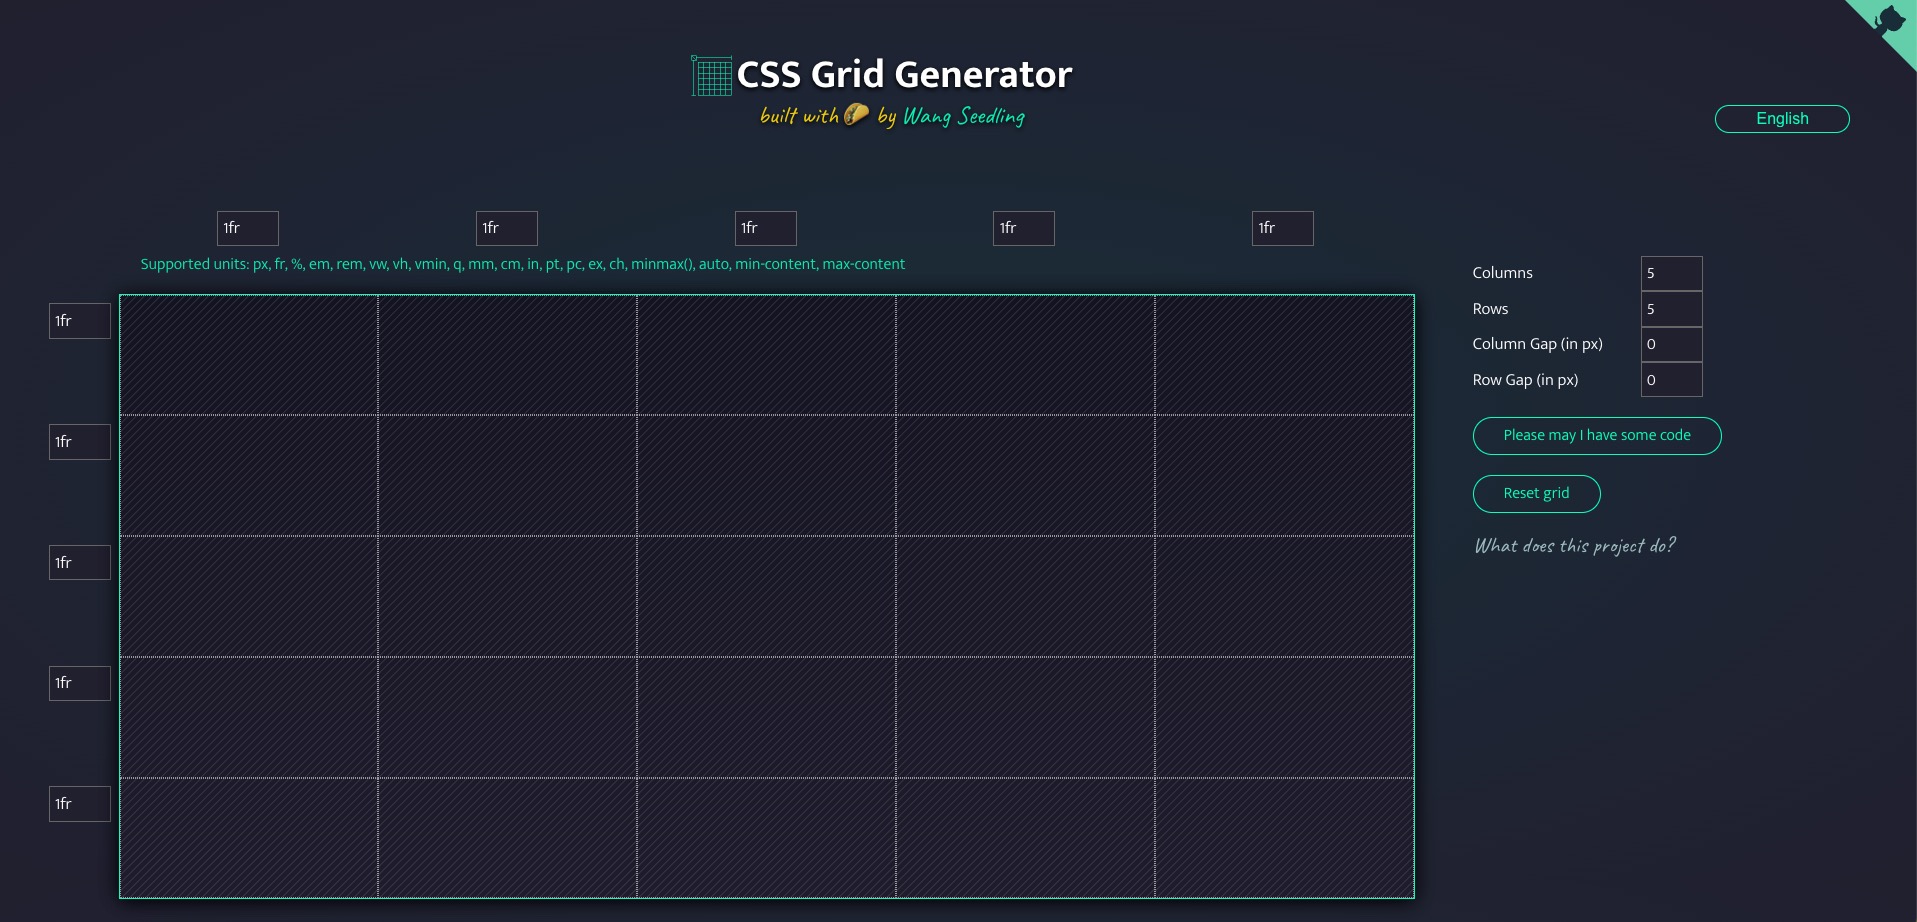 CSS Grid Generator
built with by Wang Seedling
English
1fr 1fr 1fr 1fr 1fr
Supported units: px, fr, %, em, rem, vw, vh, vmin, q, mm, cm, in, pt, pc, ex, ch, minmax(), auto, min-content, max-content
1fr
1fr
1fr
1fr
1fr
Columns 5
Rows 5
Column Gap (in px) 0
Row Gap (in px) 0
Please may I have some code
Reset grid
What does this project do?